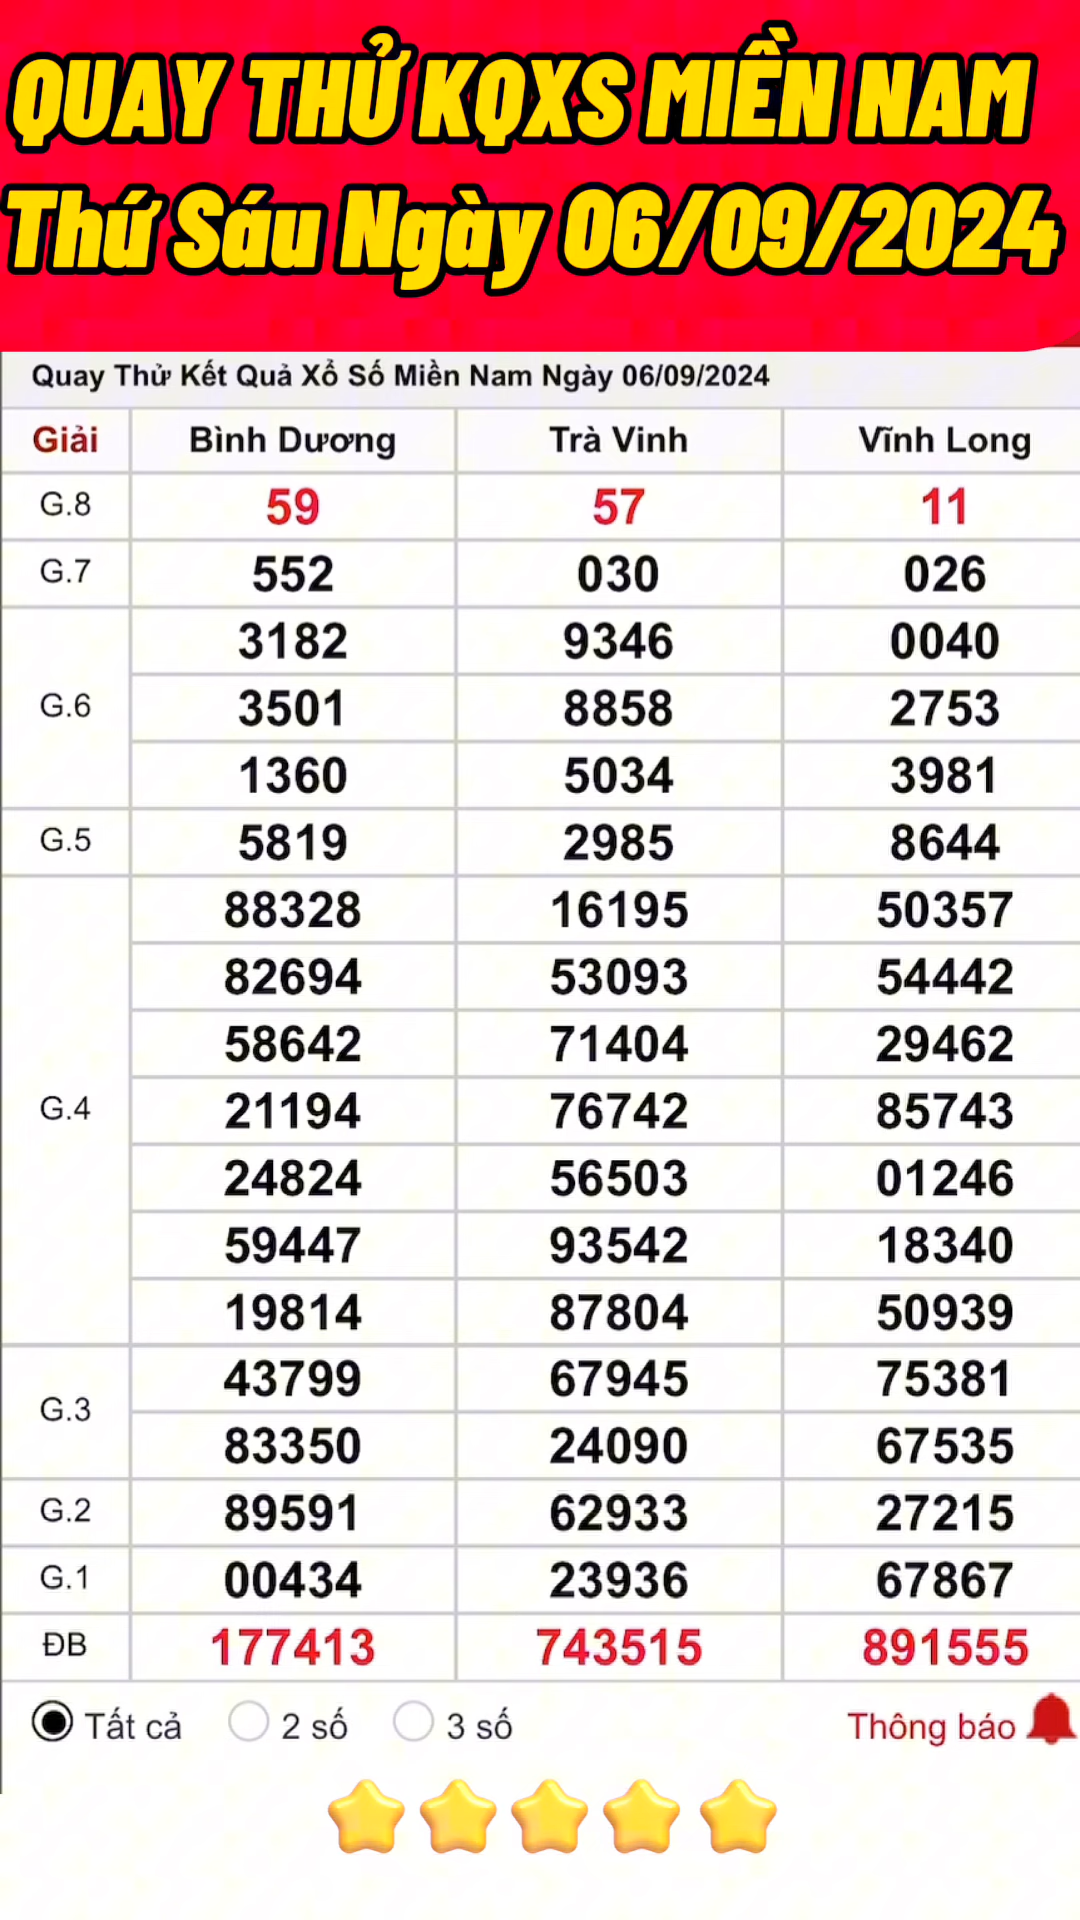 QUAY THỬ KQXS MIỀN NAM
Thứ Sáu Ngày 06/09/2024
Quay Thử Kết Quả Xổ Số Miền Nam Ngày 06/09/2024
Giải Bình Dương Trà Vinh Vĩnh Long
G.8 59 57 11
G.7 552 030 026
3182 9346 0040
G.6 3501 8858 2753
1360 5034 3981
G.5 5819 2985 8644
88328 16195 50357
82694 53093 54442
58642 71404 29462
G.4 21194 76742 85743
24824 56503 01246
59447 93542 18340
19814 87804 50939
G.3 43799 67945 75381
83350 24090 67535
G.2 89591 62933 27215
G.1 00434 23936 67867
ĐB 177413 743515 891555
Tất cả 2 số 3 số Thông báo